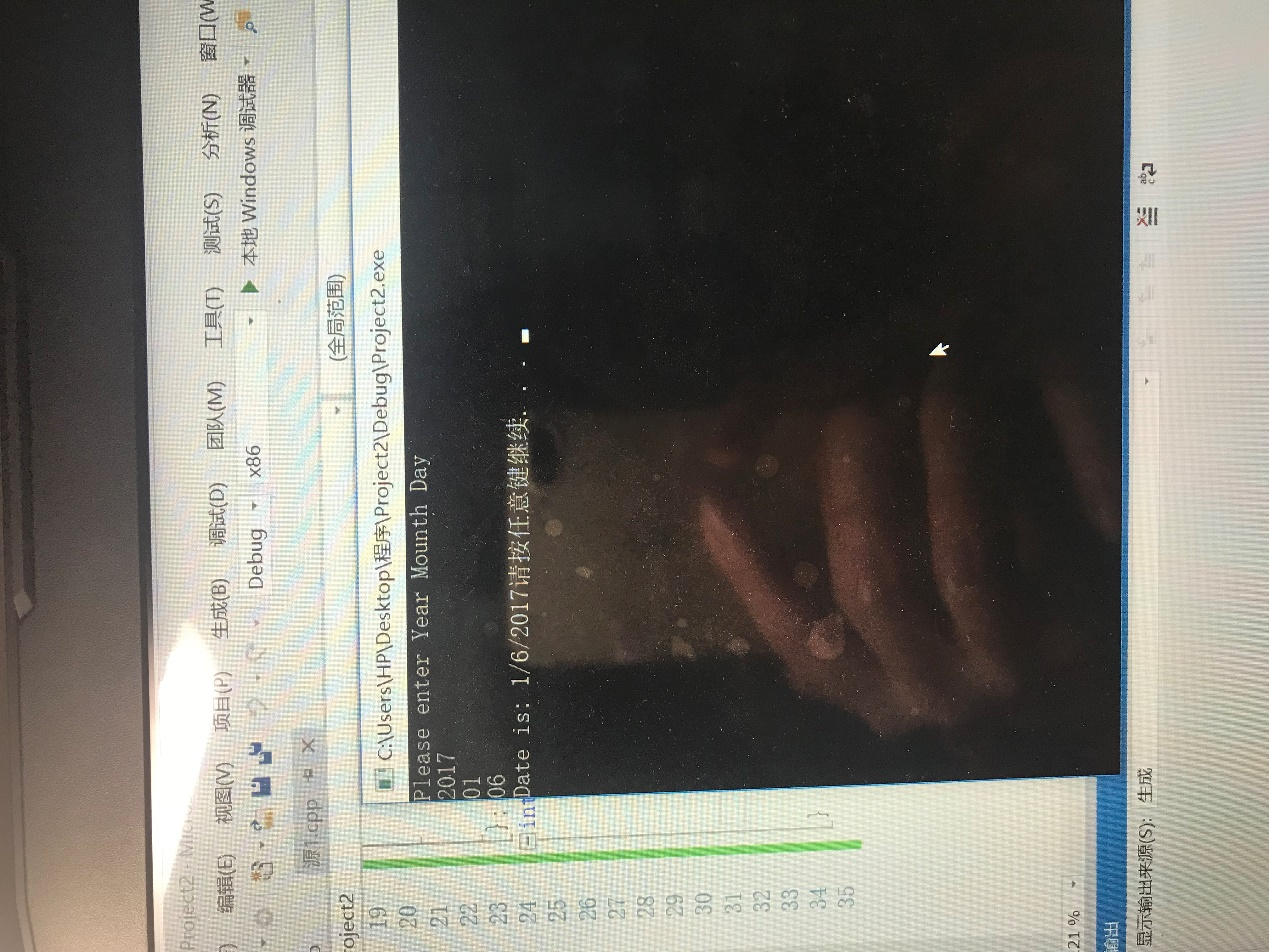 Project2
编辑(E) 视图(V) 项目(P) 生成(B) 调试(D) 团队(M) 工具(T) 测试(S) 分析(N) 窗口(W
Debug x86 本地 Windows 调试器
源1.cpp
roject2 (全局范围)
C:\Users\HP\Desktop\程序\Project2\Debug\Project2.exe
Please enter Year Mounth Day
2017
01
06
Date is: 1/6/2017请按任意键继续. . .
19
20
21
22
23 };
24 int
25
26
27
28
29
30
31
32
33
34 }
35
21 %
输出
显示输出来源(S): 生成